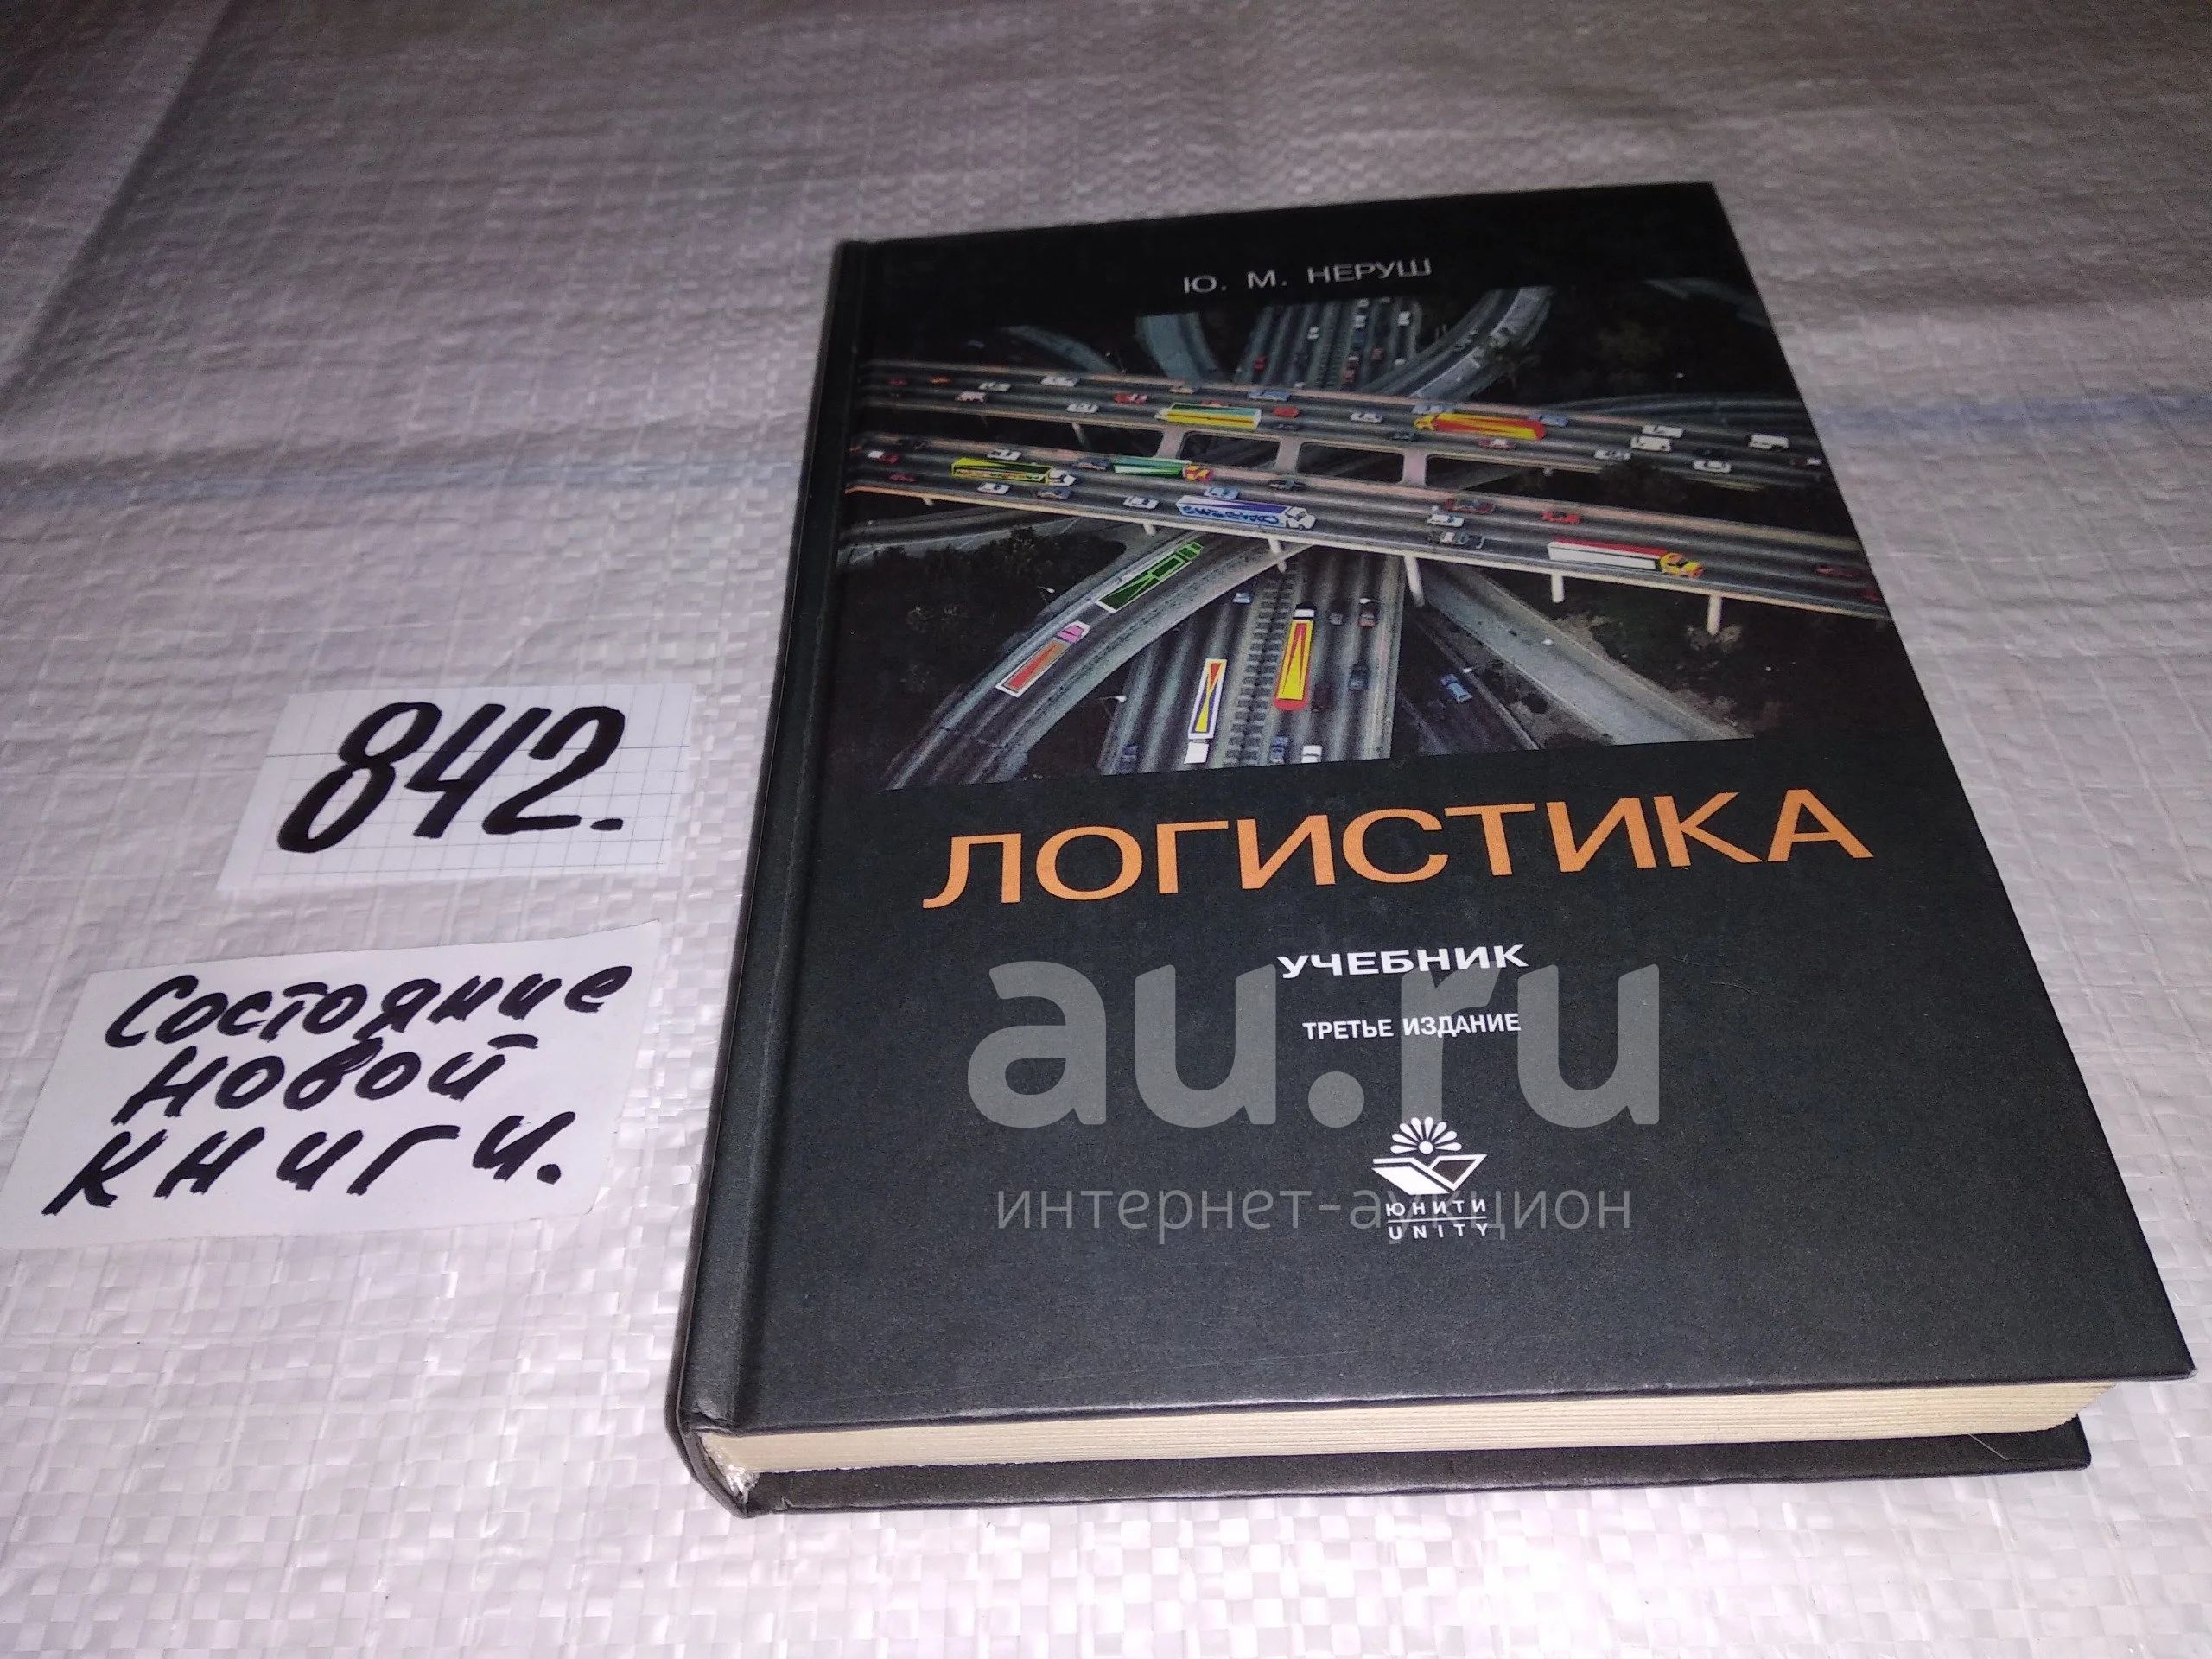 Ю. М. НЕРУШ
ЛОГИСТИКА
УЧЕБНИК
ТРЕТЬЕ ИЗДАНИЕ
ЮНИТИ
UNITY
842.
Состояние
новой
книги.
au.ru
интернет-аукцион